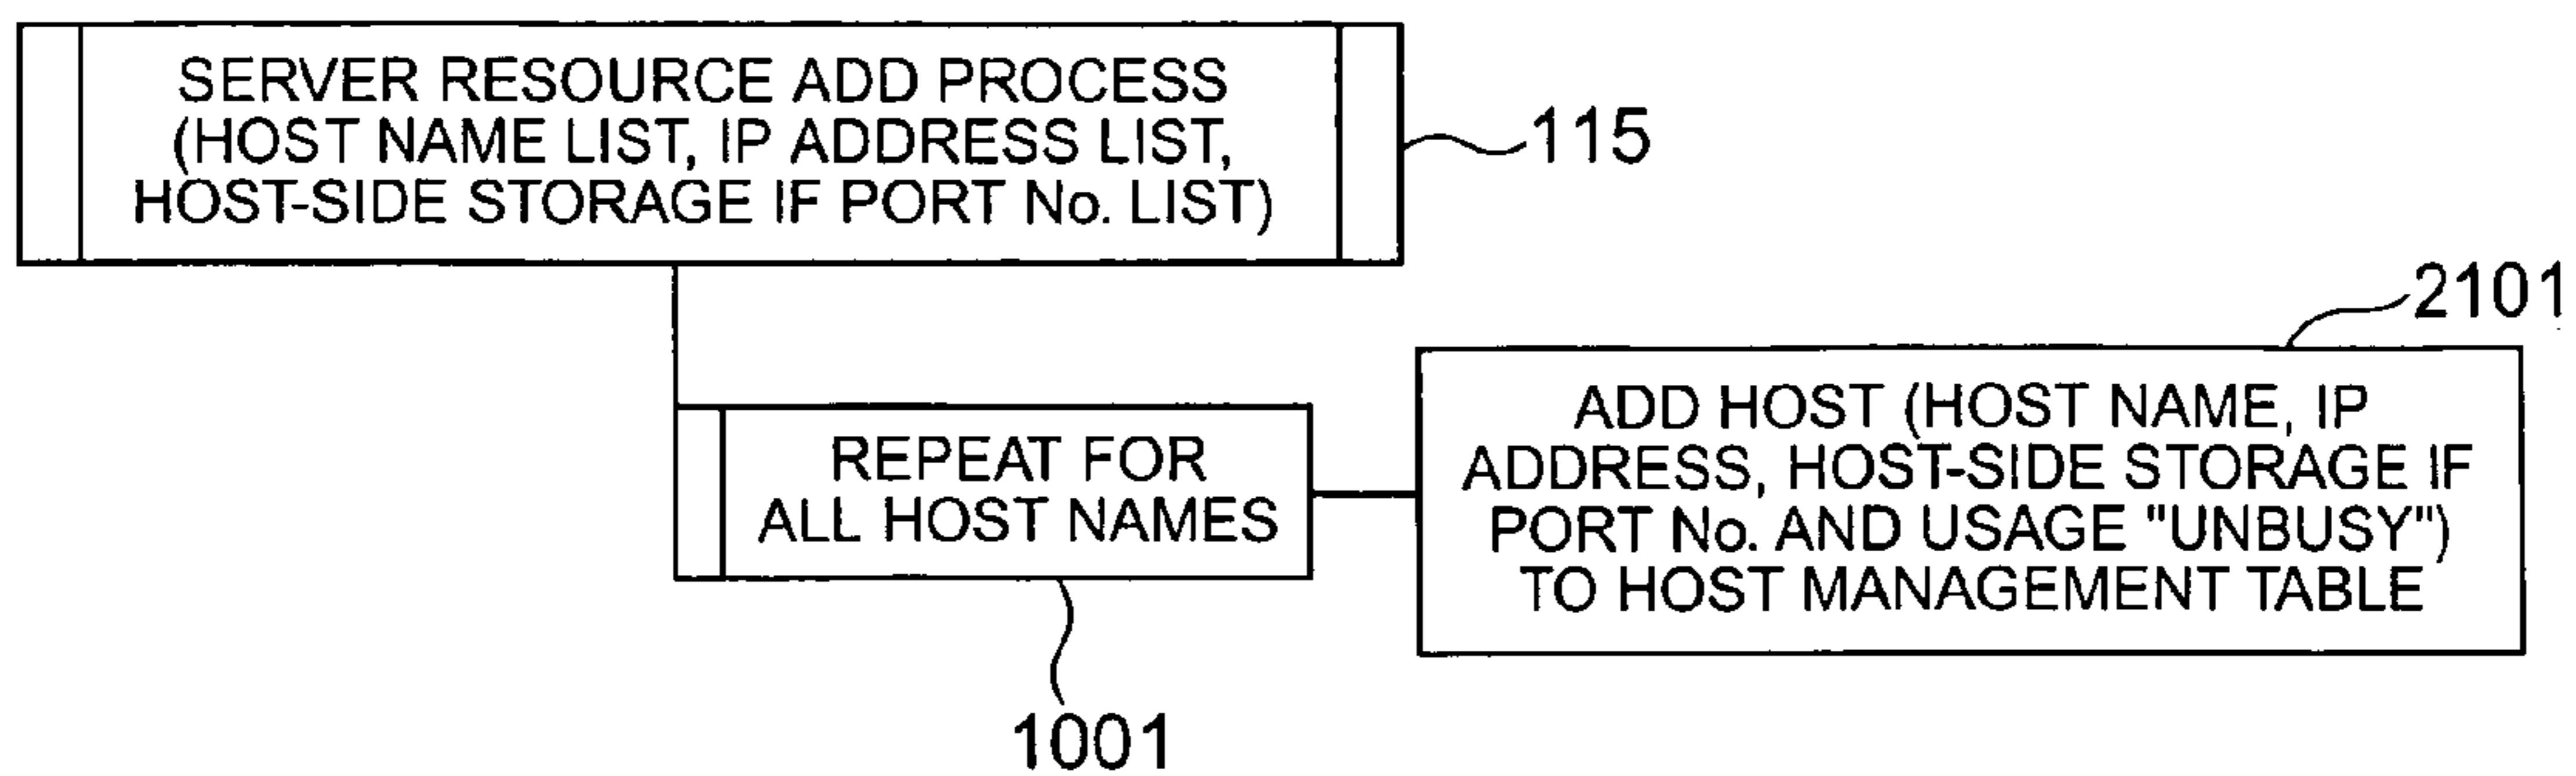 SERVER RESOURCE ADD PROCESS
(HOST NAME LIST, IP ADDRESS LIST,
HOST-SIDE STORAGE IF PORT No. LIST)
115
2101
ADD HOST (HOST NAME, IP
ADDRESS, HOST-SIDE STORAGE IF
PORT No. AND USAGE "UNBUSY")
TO HOST MANAGEMENT TABLE
REPEAT FOR
ALL HOST NAMES
1001